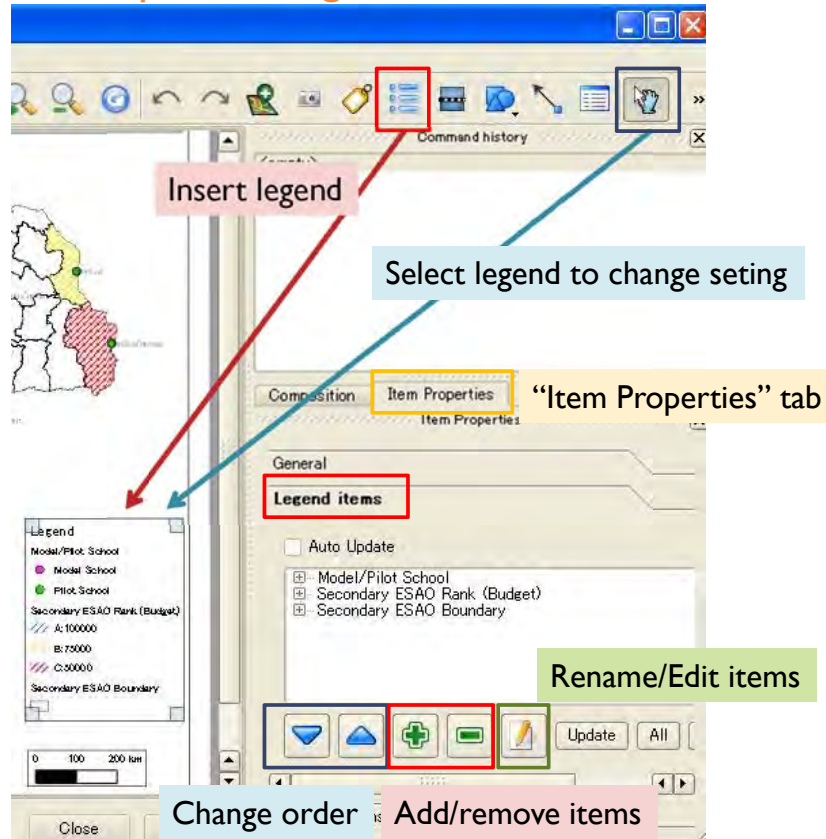 »
Command history
Insert legend
Select legend to change seting
Composition
Item Properties
“Item Properties” tab
Item Properties
General
Legend items
Auto Update
Model/Pilot School
Secondary ESAO Rank (Budget)
Secondary ESAO Boundary
Legend
Model/Pilot School
Model School
Pilot School
Secondary ESAO Rank (Budget)
A:100000
B:75000
C:50000
Secondary ESAO Boundary
Rename/Edit items
Update
All
0 100 200 km
Change order
Add/remove items
Close